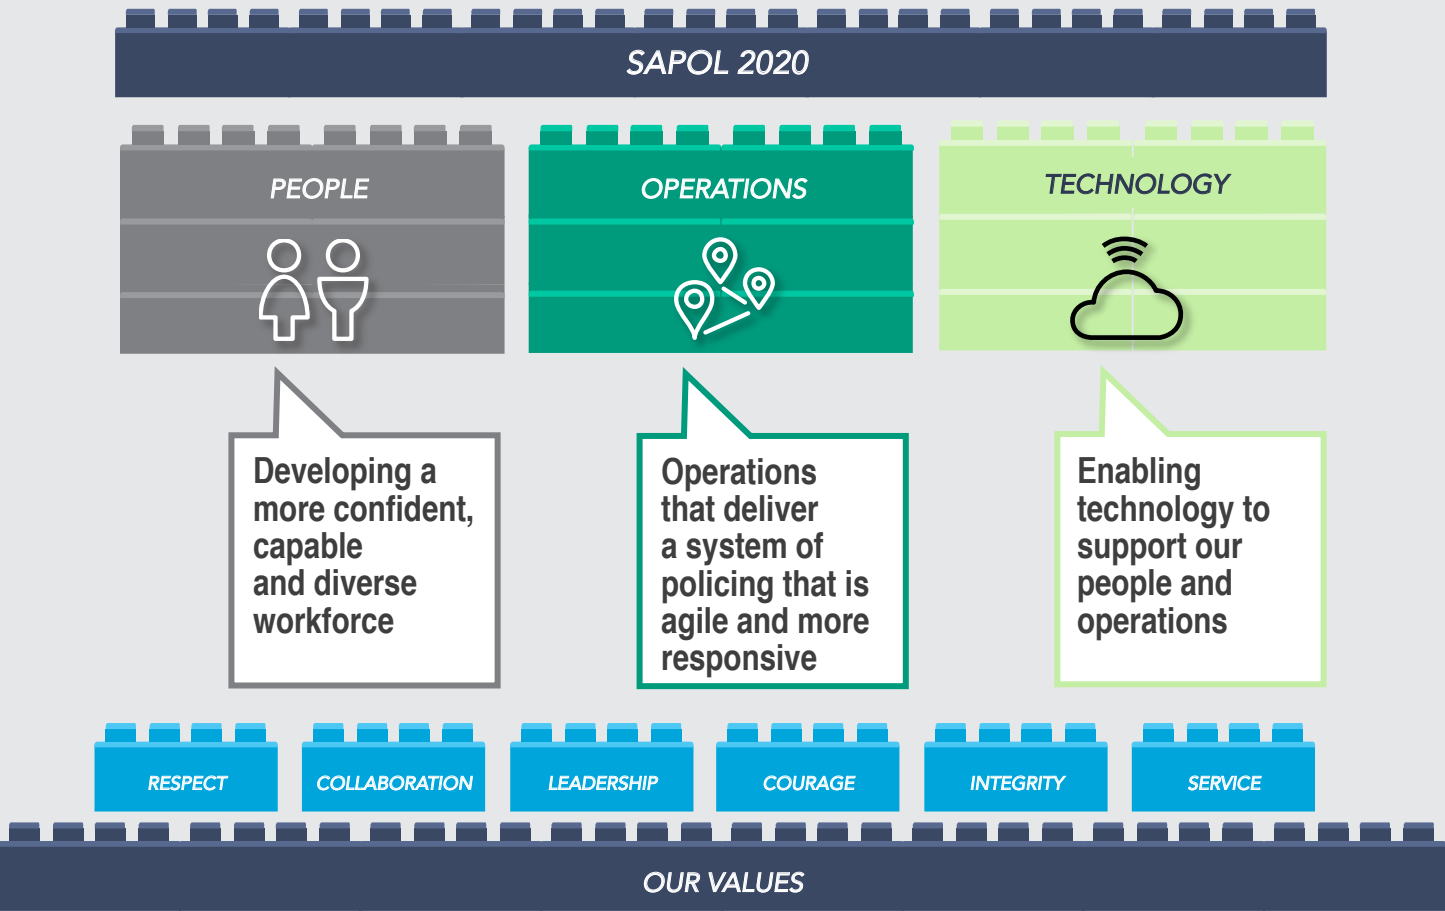 SAPOL 2020
PEOPLE
OPERATIONS
TECHNOLOGY
Developing a
more confident,
capable
and diverse
workforce
Operations
that deliver
a system of
policing that is
agile and more
responsive
Enabling
technology to
support our
people and
operations
RESPECT
COLLABORATION
LEADERSHIP
COURAGE
INTEGRITY
SERVICE
OUR VALUES